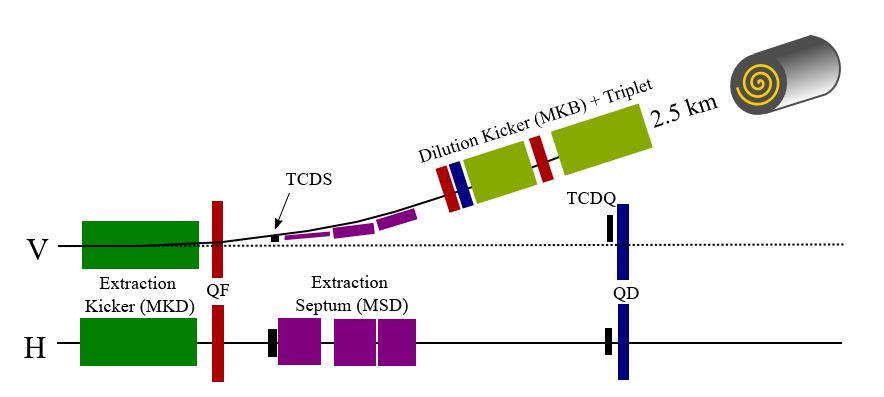 Dilution Kicker (MKB) + Triplet
2.5 km
TCDS
TCDQ
V
Extraction
Kicker (MKD)
QF
Extraction
Septum (MSD)
QD
H